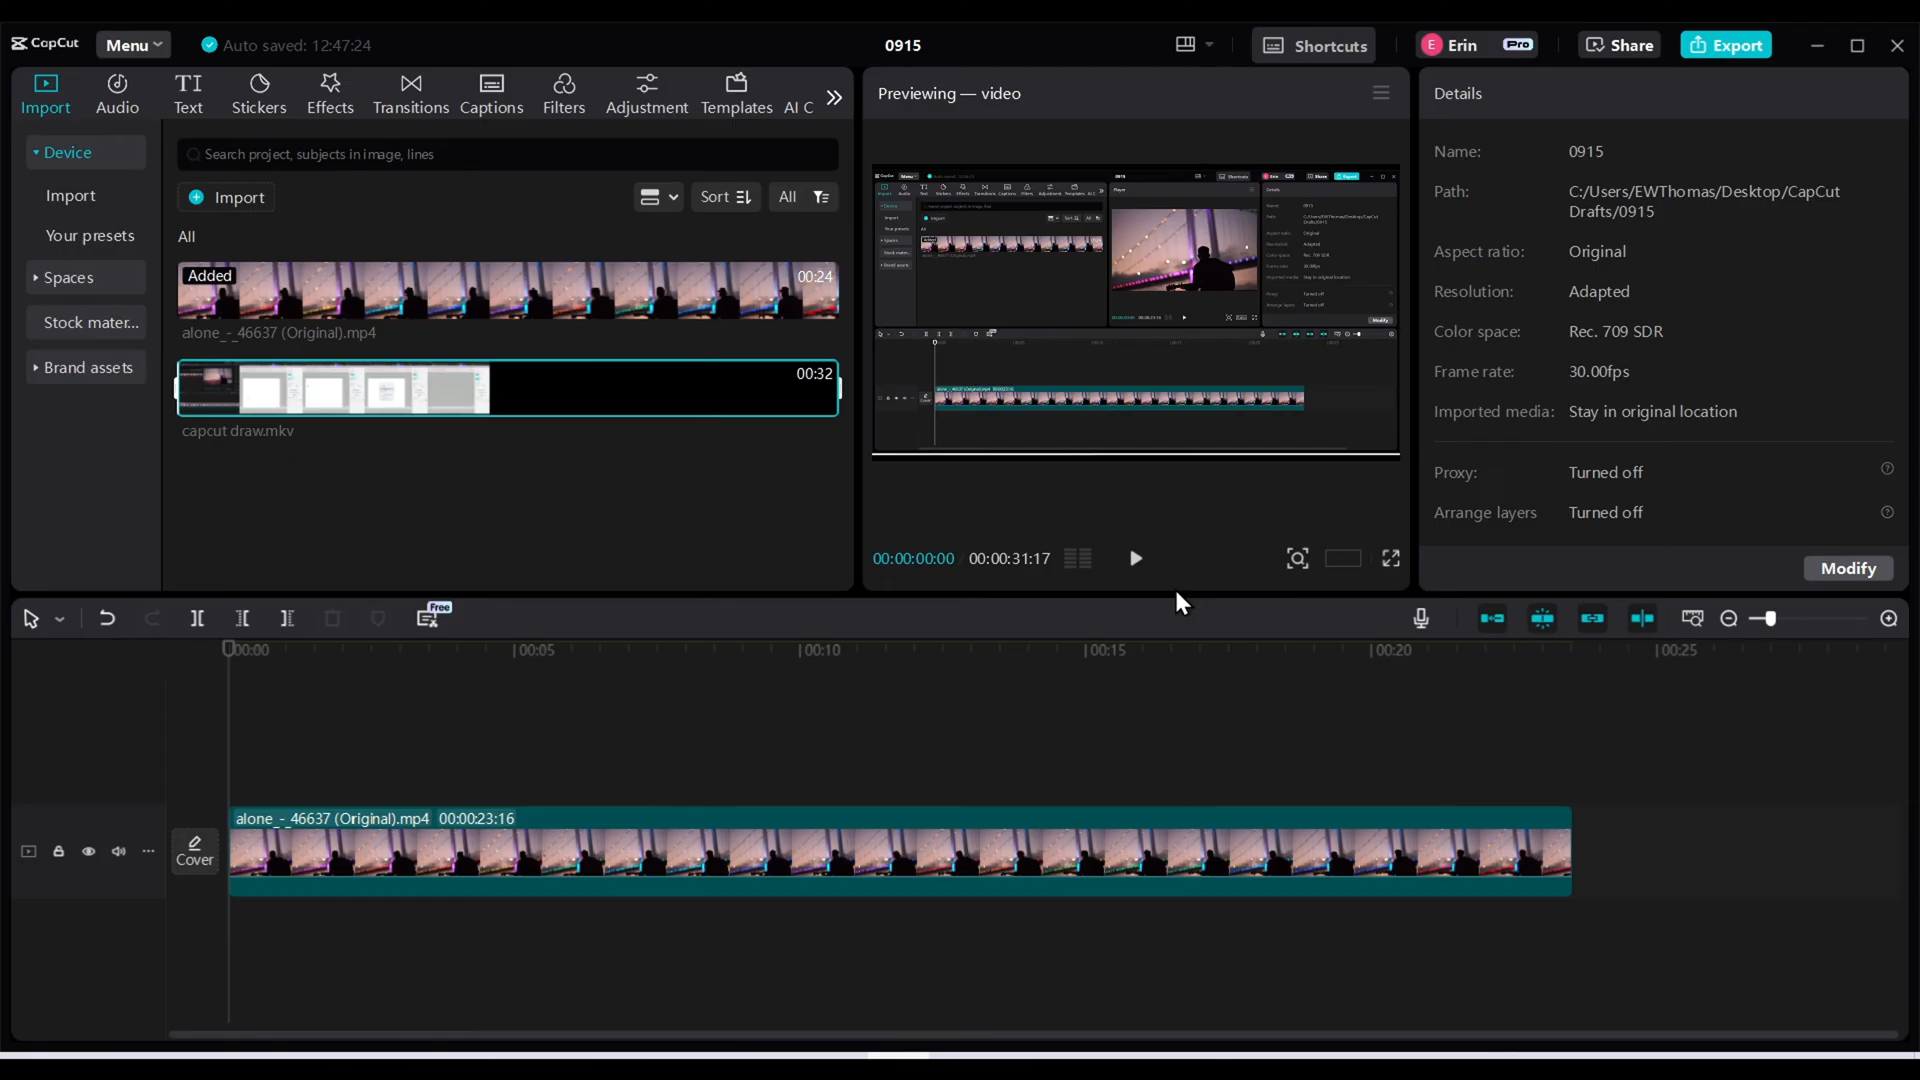 CapCut
Menu
Auto saved: 12:47:24
0915
Shortcuts
E
Erin
Pro
Share
Export
Import
Audio
TI
Text
Stickers
Effects
Transitions
Captions
Filters
Adjustment
Templates
AI C
Previewing — video
Details
Device
Import
Your presets
Spaces
Stock mater...
Brand assets
Search project, subjects in image, lines
Import
Sort
All
All
Added
00:24
alone_-_46637 (Original).mp4
00:32
capcut draw.mkv
00:00:00:00
00:00:31:17
Name: 0915
Path: C:/Users/EWThomas/Desktop/CapCut
Drafts/0915
Aspect ratio: Original
Resolution: Adapted
Color space: Rec. 709 SDR
Frame rate: 30.00fps
Imported media: Stay in original location
Proxy: Turned off
Arrange layers Turned off
Modify
Free
00:00
00:05
00:10
00:15
00:20
00:25
alone_-_46637 (Original).mp4 00:00:23:16
Cover